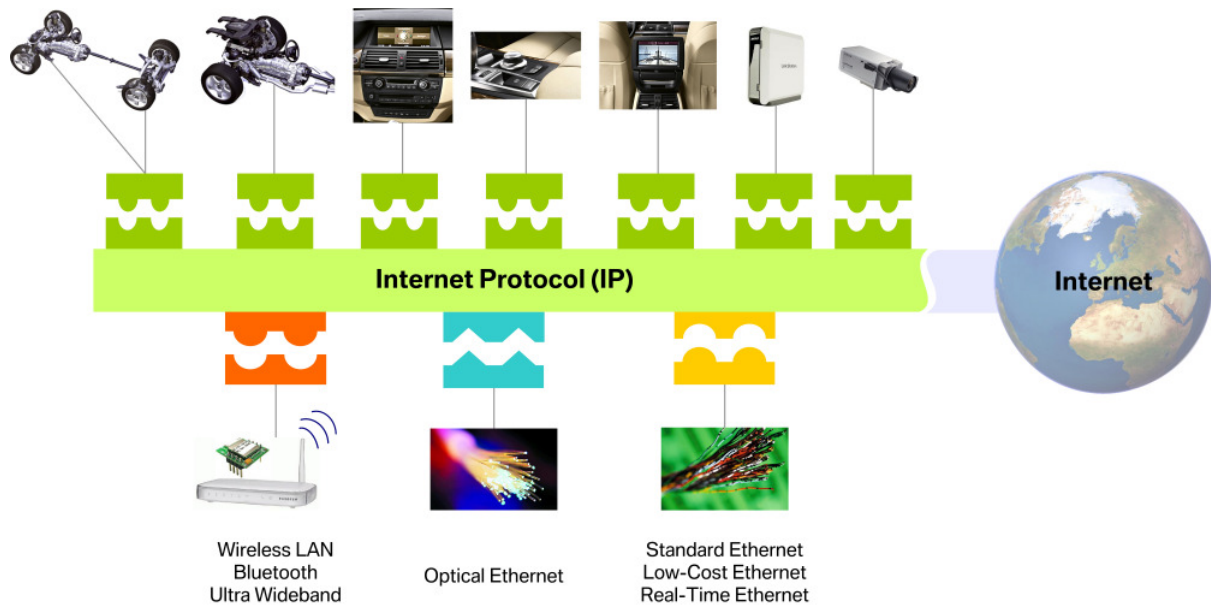 Internet Protocol (IP)
Internet
Wireless LAN
Bluetooth
Ultra Wideband
Optical Ethernet
Standard Ethernet
Low-Cost Ethernet
Real-Time Ethernet